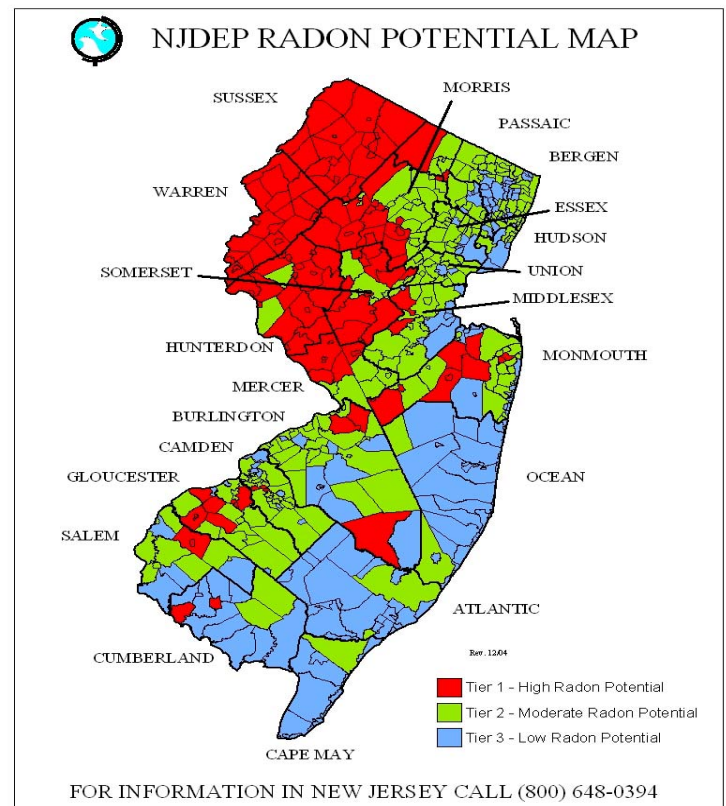 NJDEP RADON POTENTIAL MAP
MORRIS
SUSSEX
PASSAIC
BERGEN
WARREN
ESSEX
HUDSON
SOMERSET
UNION
MIDDLESEX
HUNTERDON
MONMOUTH
MERCER
BURLINGTON
CAMDEN
GLOUCESTER
OCEAN
SALEM
ATLANTIC
Rev. 12/04
CUMBERLAND
Tier 1 - High Radon Potential
Tier 2 - Moderate Radon Potential
Tier 3 - Low Radon Potential
CAPE MAY
FOR INFORMATION IN NEW JERSEY CALL (800) 648-0394